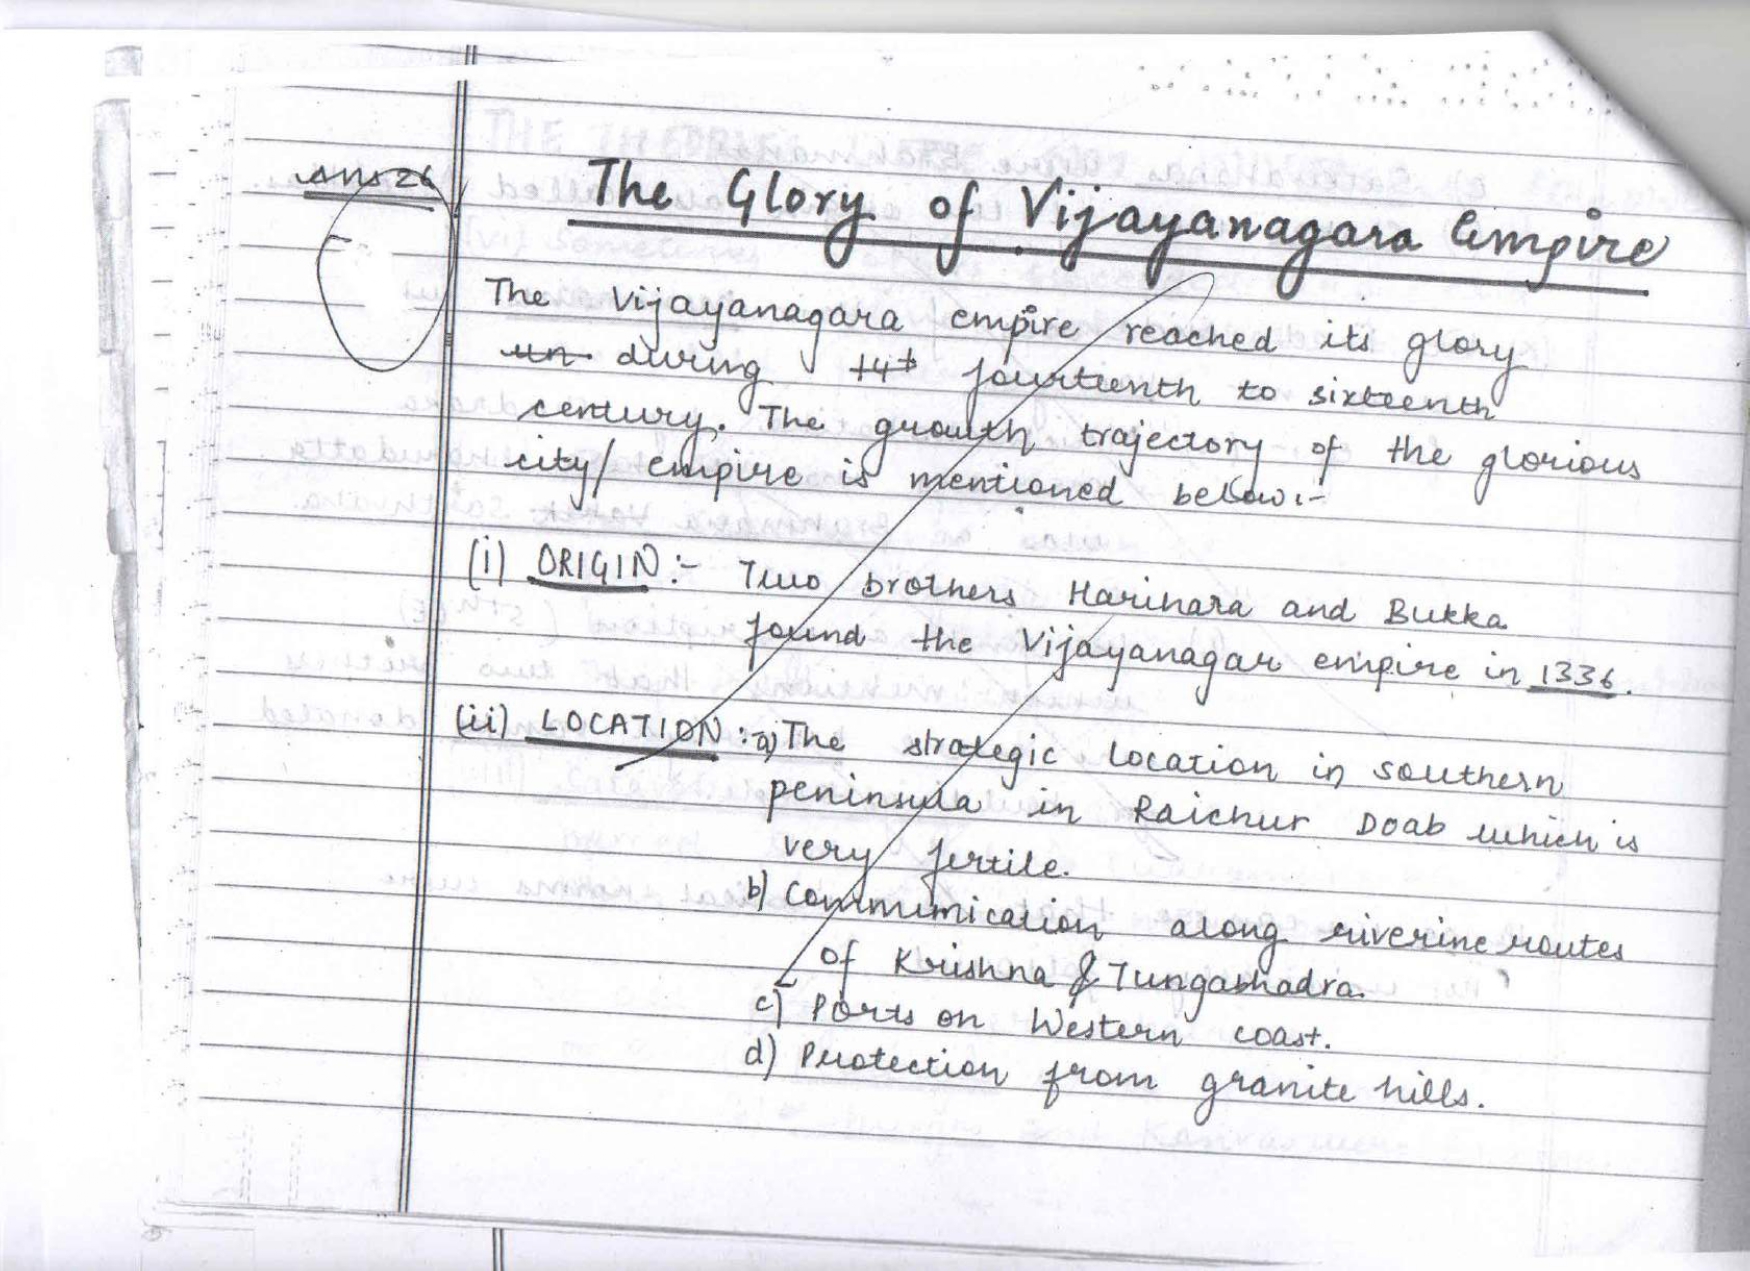 Ans 26 The Glory of Vijayanagara Empire
The Vijayanagara empire reached its glory
during fourteenth to sixteenth
century. The growth trajectory of the glorious
city/ empire is mentioned below:-
(i) ORIGIN :- Two brothers Harihara and Bukka
found the Vijayanagar empire in 1336.
(ii) LOCATION :- a) The strategic location in southern
peninsula in Raichur Doab which is
very fertile.
b) Communication along riverine routes
of Krishna & Tungabhadra.
c) Ports on Western coast.
d) Protection from granite hills.